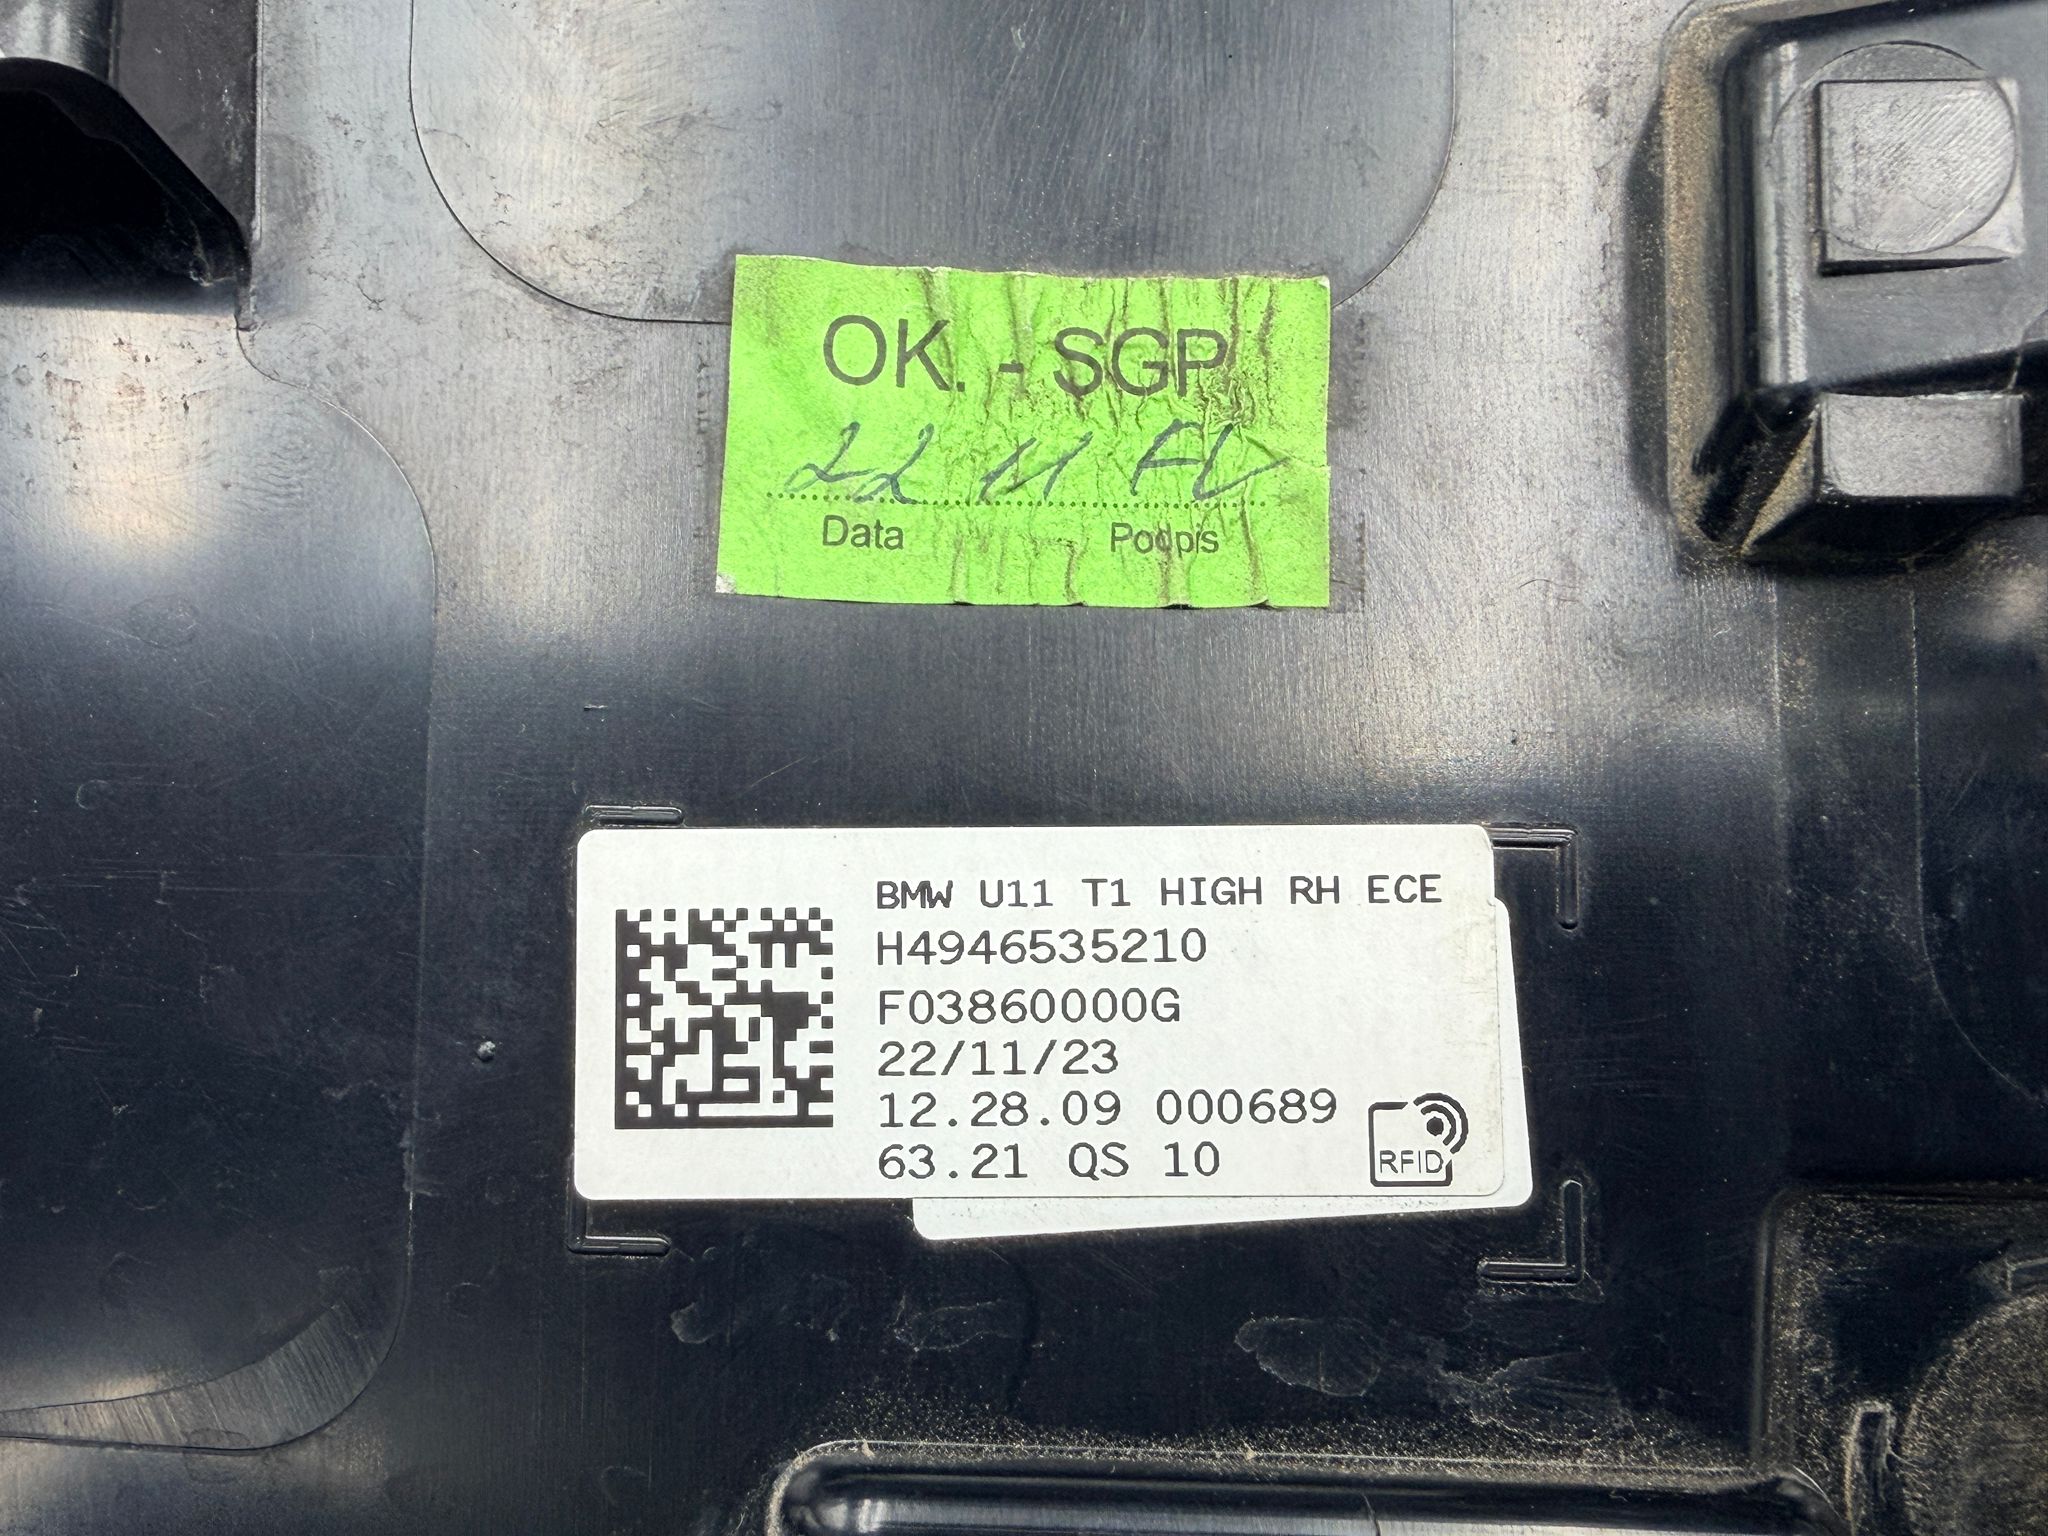 OK. - SGP
22 11 FL
Data Podpis
BMW U11 T1 HIGH RH ECE
H4946535210
F03860000G
22/11/23
12.28.09 000689
63.21 QS 10
RFID